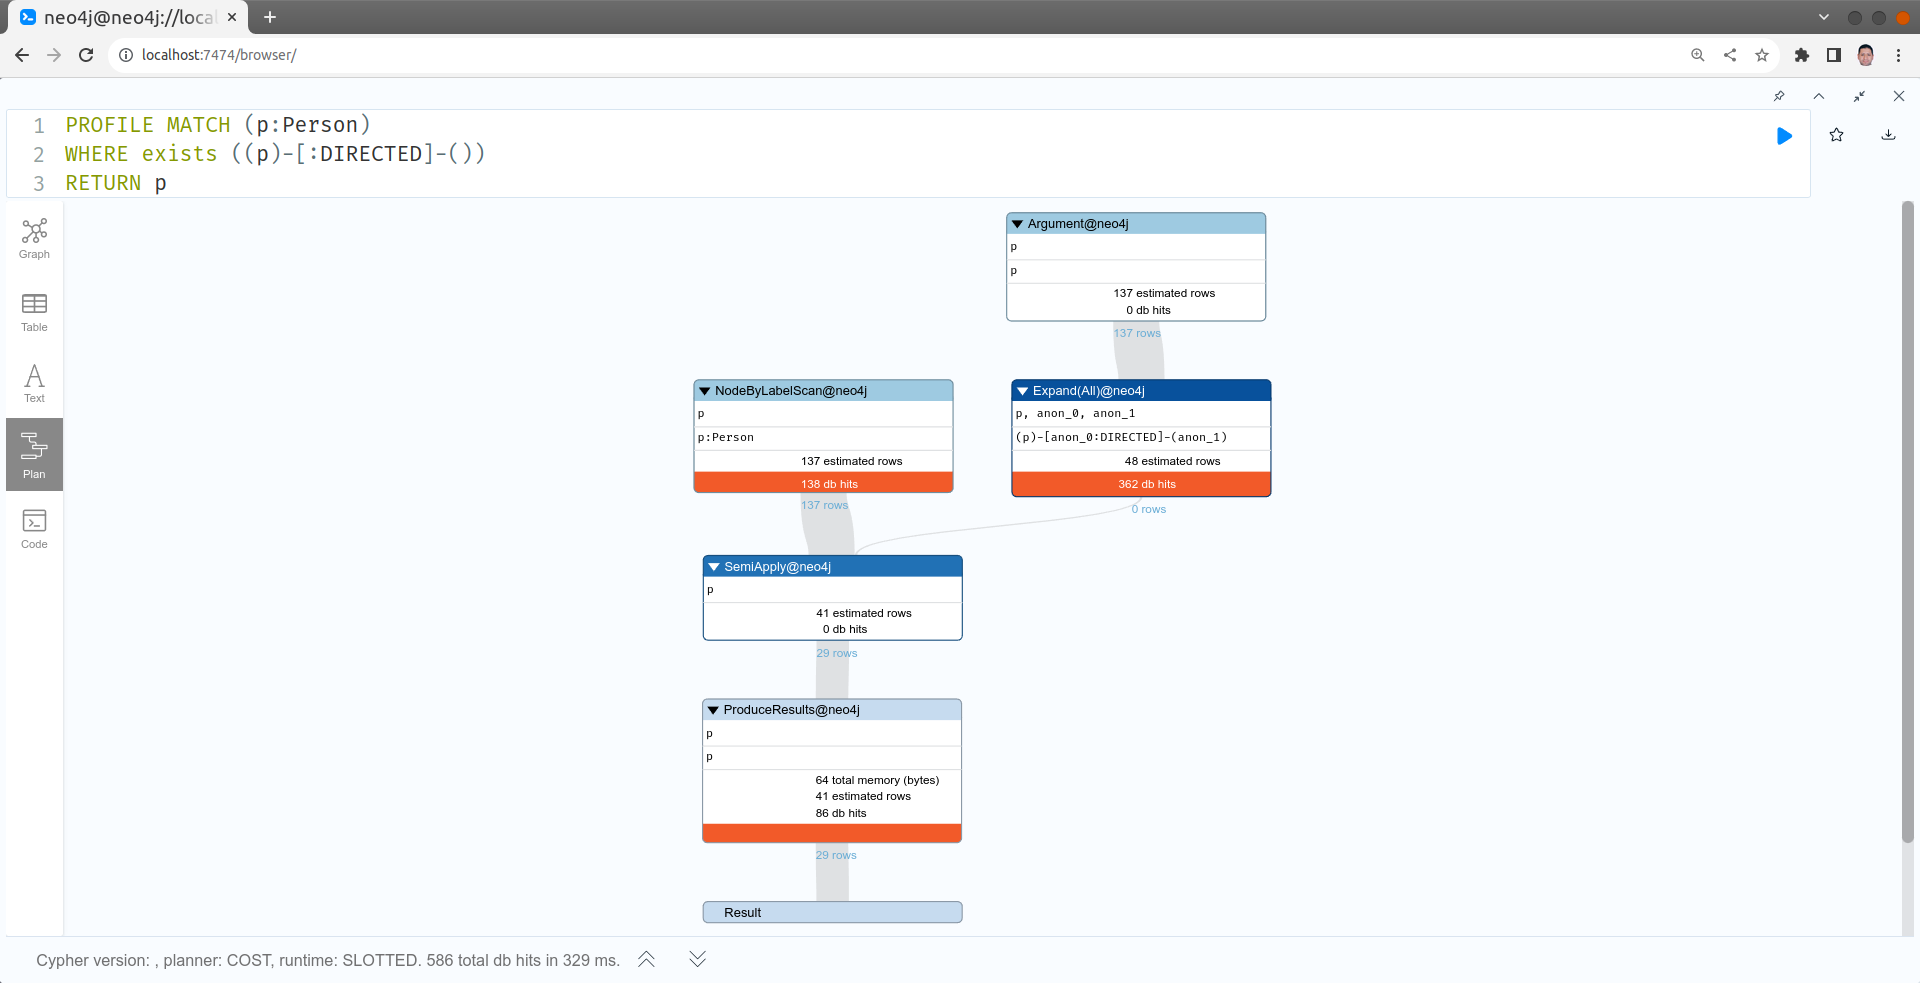 neo4j@neo4j://loca
localhost:7474/browser/
1 PROFILE MATCH (p:Person)
2 WHERE exists ((p)-[:DIRECTED]-())
3 RETURN p
Graph
Table
Text
Plan
Code
Argument@neo4j
p
p
137 estimated rows
0 db hits
137 rows
NodeByLabelScan@neo4j
p
p:Person
137 estimated rows
138 db hits
137 rows
Expand(All)@neo4j
p, anon_0, anon_1
(p)-[anon_0:DIRECTED]-(anon_1)
48 estimated rows
362 db hits
0 rows
SemiApply@neo4j
p
41 estimated rows
0 db hits
29 rows
ProduceResults@neo4j
p
p
64 total memory (bytes)
41 estimated rows
86 db hits
29 rows
Result
Cypher version: , planner: COST, runtime: SLOTTED. 586 total db hits in 329 ms.